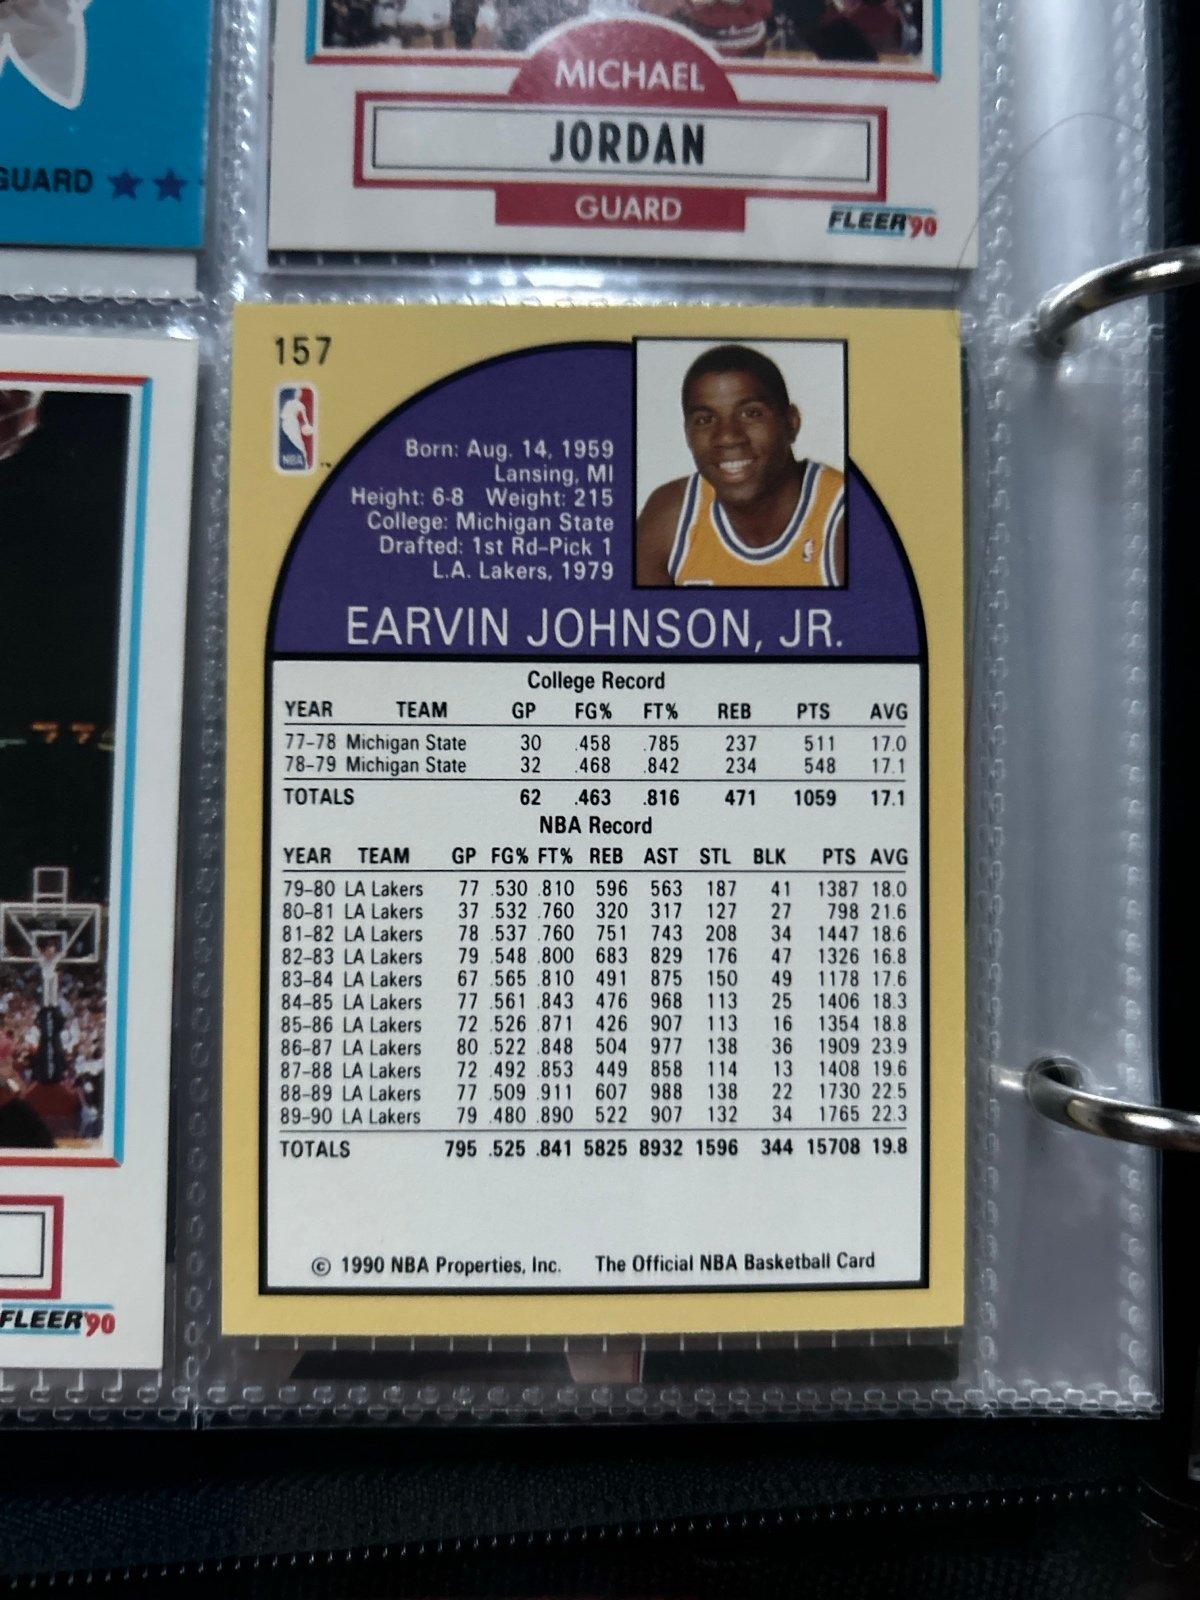 MICHAEL
JORDAN
GUARD
FLEER'90
GUARD
157
NBA
Born: Aug. 14, 1959
Lansing, MI
Height: 6-8 Weight: 215
College: Michigan State
Drafted: 1st Rd-Pick 1
L.A. Lakers, 1979
EARVIN JOHNSON, JR.
College Record
YEAR TEAM GP FG% FT% REB PTS AVG
77-78 Michigan State 30 .458 .785 237 511 17.0
78-79 Michigan State 32 .468 .842 234 548 17.1
TOTALS 62 .463 .816 471 1059 17.1
NBA Record
YEAR TEAM GP FG% FT% REB AST STL BLK PTS AVG
79-80 LA Lakers 77 .530 .810 596 563 187 41 1387 18.0
80-81 LA Lakers 37 .532 .760 320 317 127 27 798 21.6
81-82 LA Lakers 78 .537 .760 751 743 208 34 1447 18.6
82-83 LA Lakers 79 .548 .800 683 829 176 47 1326 16.8
83-84 LA Lakers 67 .565 .810 491 875 150 49 1178 17.6
84-85 LA Lakers 77 .561 .843 476 968 113 25 1406 18.3
85-86 LA Lakers 72 .526 .871 426 907 113 16 1354 18.8
86-87 LA Lakers 80 .522 .848 504 977 138 36 1909 23.9
87-88 LA Lakers 72 .492 .853 449 858 114 13 1408 19.6
88-89 LA Lakers 77 .509 .911 607 988 138 22 1730 22.5
89-90 LA Lakers 79 .480 .890 522 907 132 34 1765 22.3
TOTALS 795 .525 .841 5825 8932 1596 344 15708 19.8
© 1990 NBA Properties, Inc. The Official NBA Basketball Card
FLEER'90